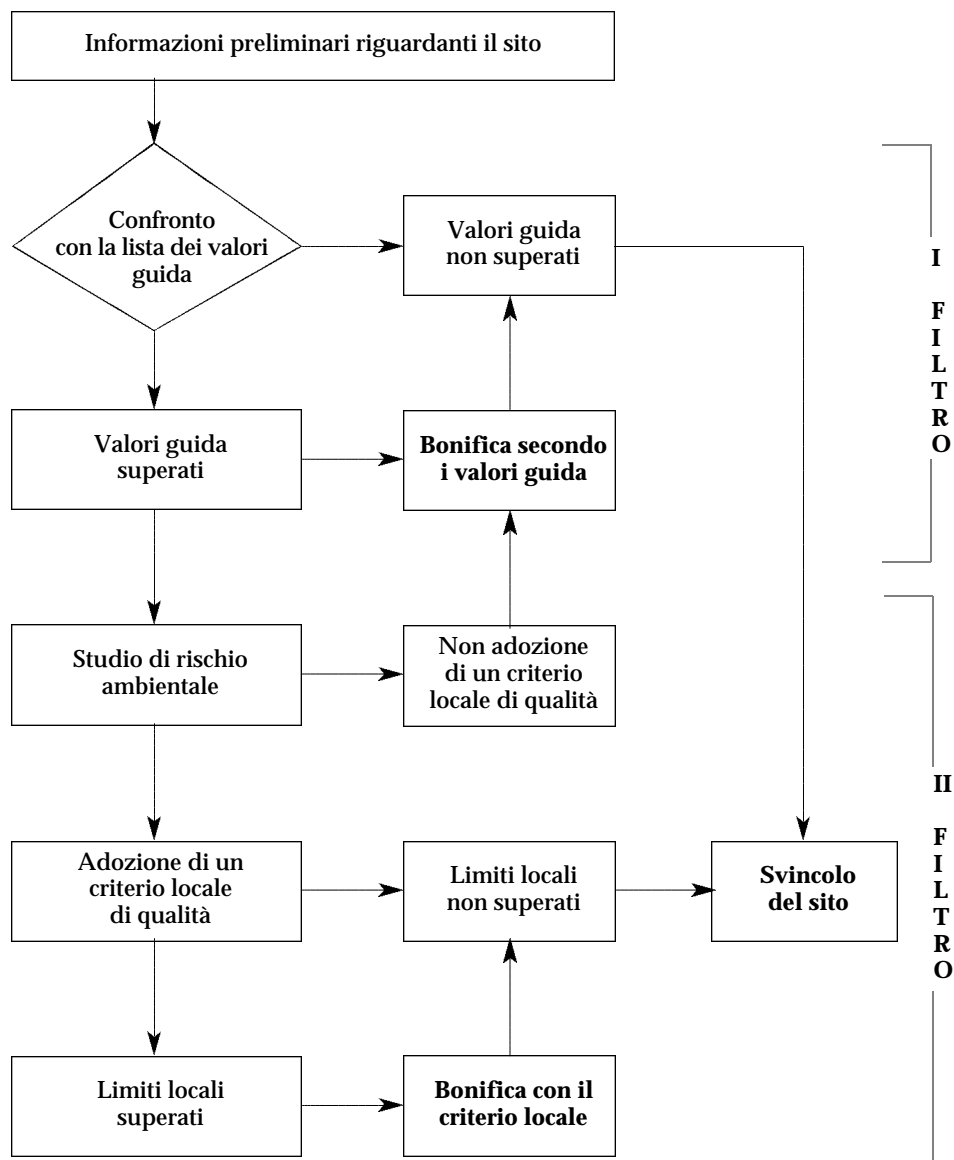 Informazioni preliminari riguardanti il sito
Confronto
con la lista dei valori
guida
Valori guida
non superati
I
F
I
L
T
R
O
Valori guida
superati
Bonifica secondo
i valori guida
Studio di rischio
ambientale
Non adozione
di un criterio
locale di qualità
Adozione di un
criterio locale
di qualità
Limiti locali
non superati
Svincolo
del sito
II
F
I
L
T
R
O
Limiti locali
superati
Bonifica con il
criterio locale